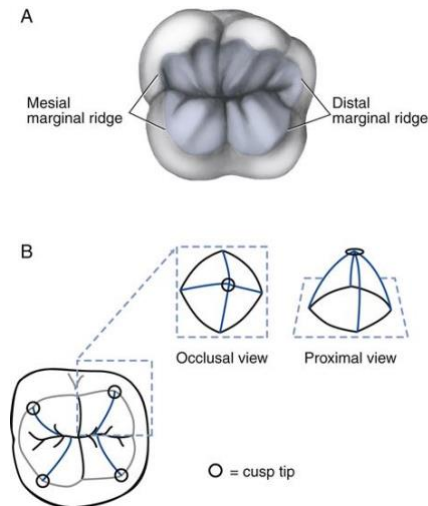 A
Mesial
marginal ridge
Distal
marginal ridge
B
Occlusal view
Proximal view
= cusp tip